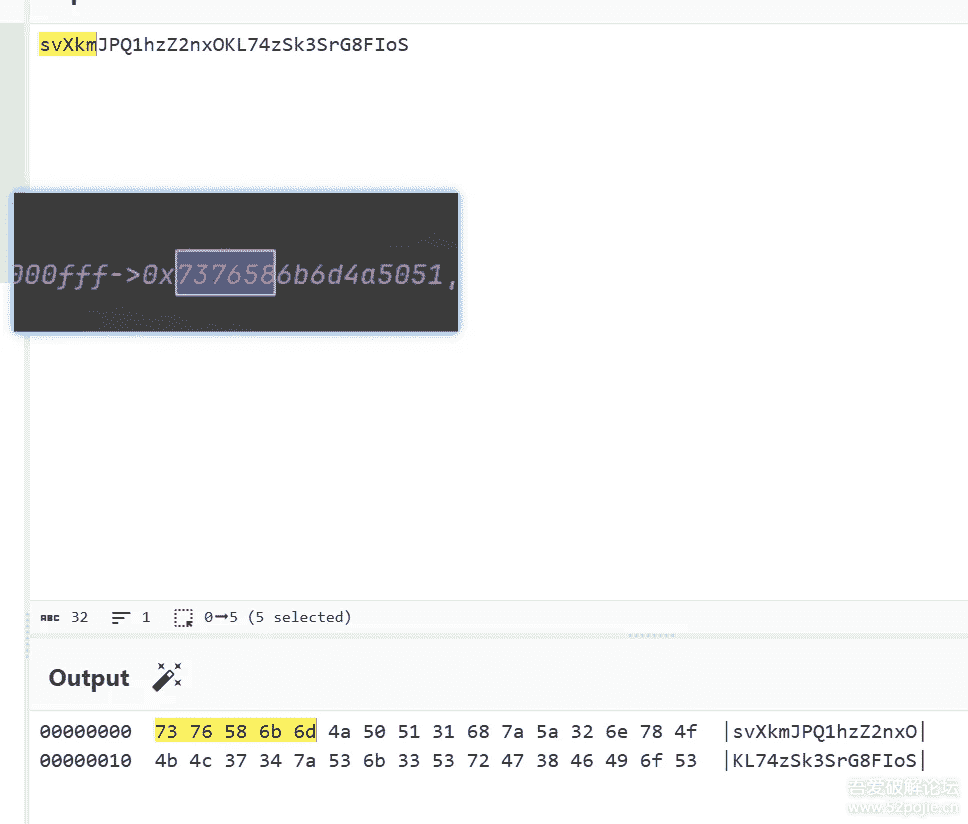 svXkmJPQ1hzZ2nxOKL74zSk3SrG8FIoS
000fff->0x7376586b6d4a5051,
ABC 32 1 0→5 (5 selected)
Output
00000000 73 76 58 6b 6d 4a 50 51 31 68 7a 5a 32 6e 78 4f |svXkmJPQ1hzZ2nxO|
00000010 4b 4c 37 34 7a 53 6b 33 53 72 47 38 46 49 6f 53 |KL74zSk3SrG8FIoS|
吾爱破解论坛
www.52pojie.cn